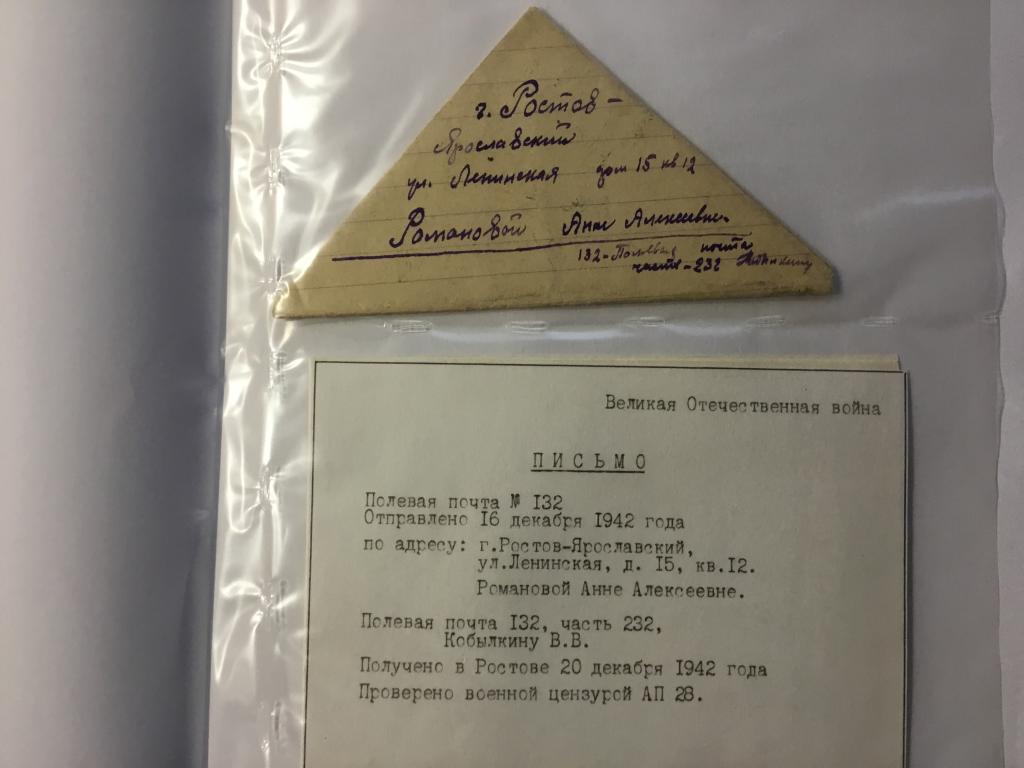 г. Ростов-
Ярославский
ул. Ленинская дом 15 кв 12
Романовой Анне Алексеевне.
132-Полевая почта
часть-232
Великая Отечественная война
ПИСЬМО
Полевая почта № 132
Отправлено 16 декабря 1942 года
по адресу: г.Ростов-Ярославский,
ул.Ленинская, д. 15, кв.12.
Романовой Анне Алексеевне.
Полевая почта 132, часть 232,
Кобылкину В.В.
Получено в Ростове 20 декабря 1942 года
Проверено военной цензурой АП 28.